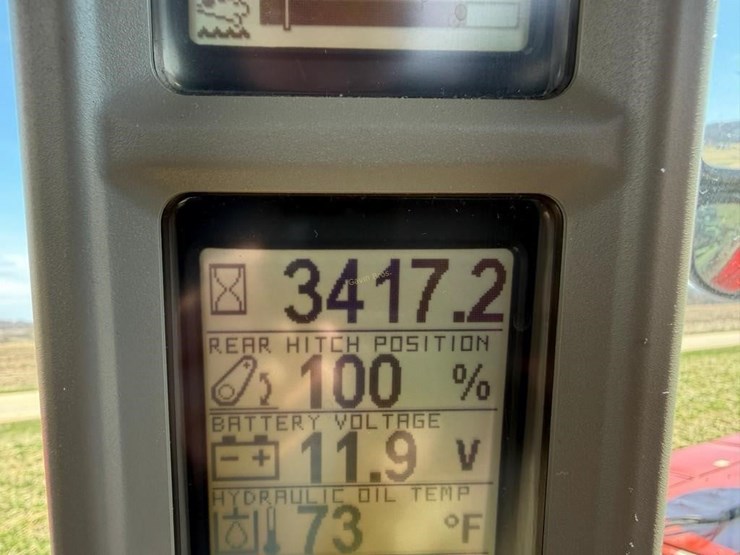 3417.2
REAR HITCH POSITION
100 %
BATTERY VOLTAGE
11.9 V
HYDRAULIC OIL TEMP
73 °F